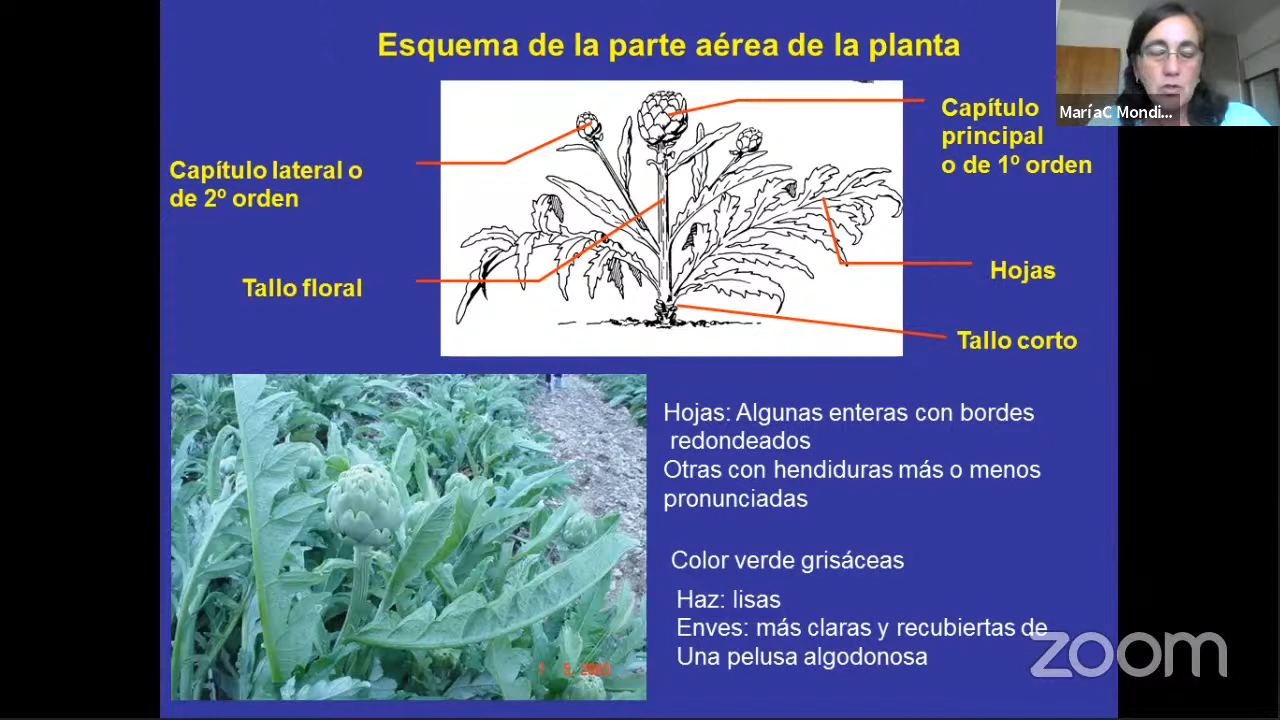 Esquema de la parte aérea de la planta
MaríaC Mondi...
Capítulo
principal
o de 1º orden
Capítulo lateral o
de 2º orden
Tallo floral
Hojas
Tallo corto
Hojas: Algunas enteras con bordes
redondeados
Otras con hendiduras más o menos
pronunciadas
Color verde grisáceas
Haz: lisas
Enves: más claras y recubiertas de
Una pelusa algodonosa
zoom